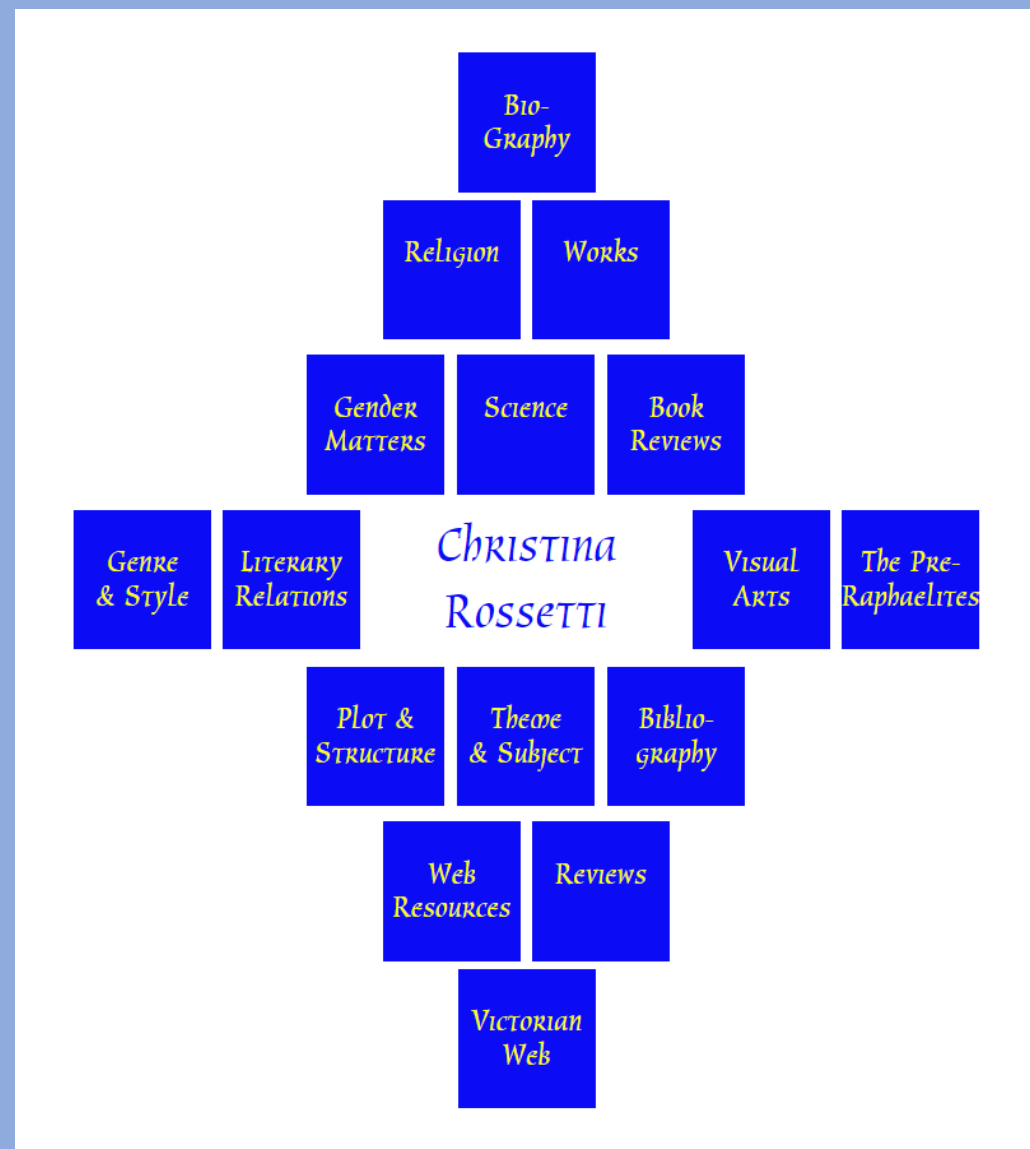 Bio-
Graphy
Religion
Works
Gender
Matters
Science
Book
Reviews
Genre
& Style
Literary
Relations
Christina
Rossetti
Visual
Arts
The Pre-
Raphaelites
Plot &
Structure
Theme
& Subject
Biblio-
graphy
Web
Resources
Reviews
Victorian
Web